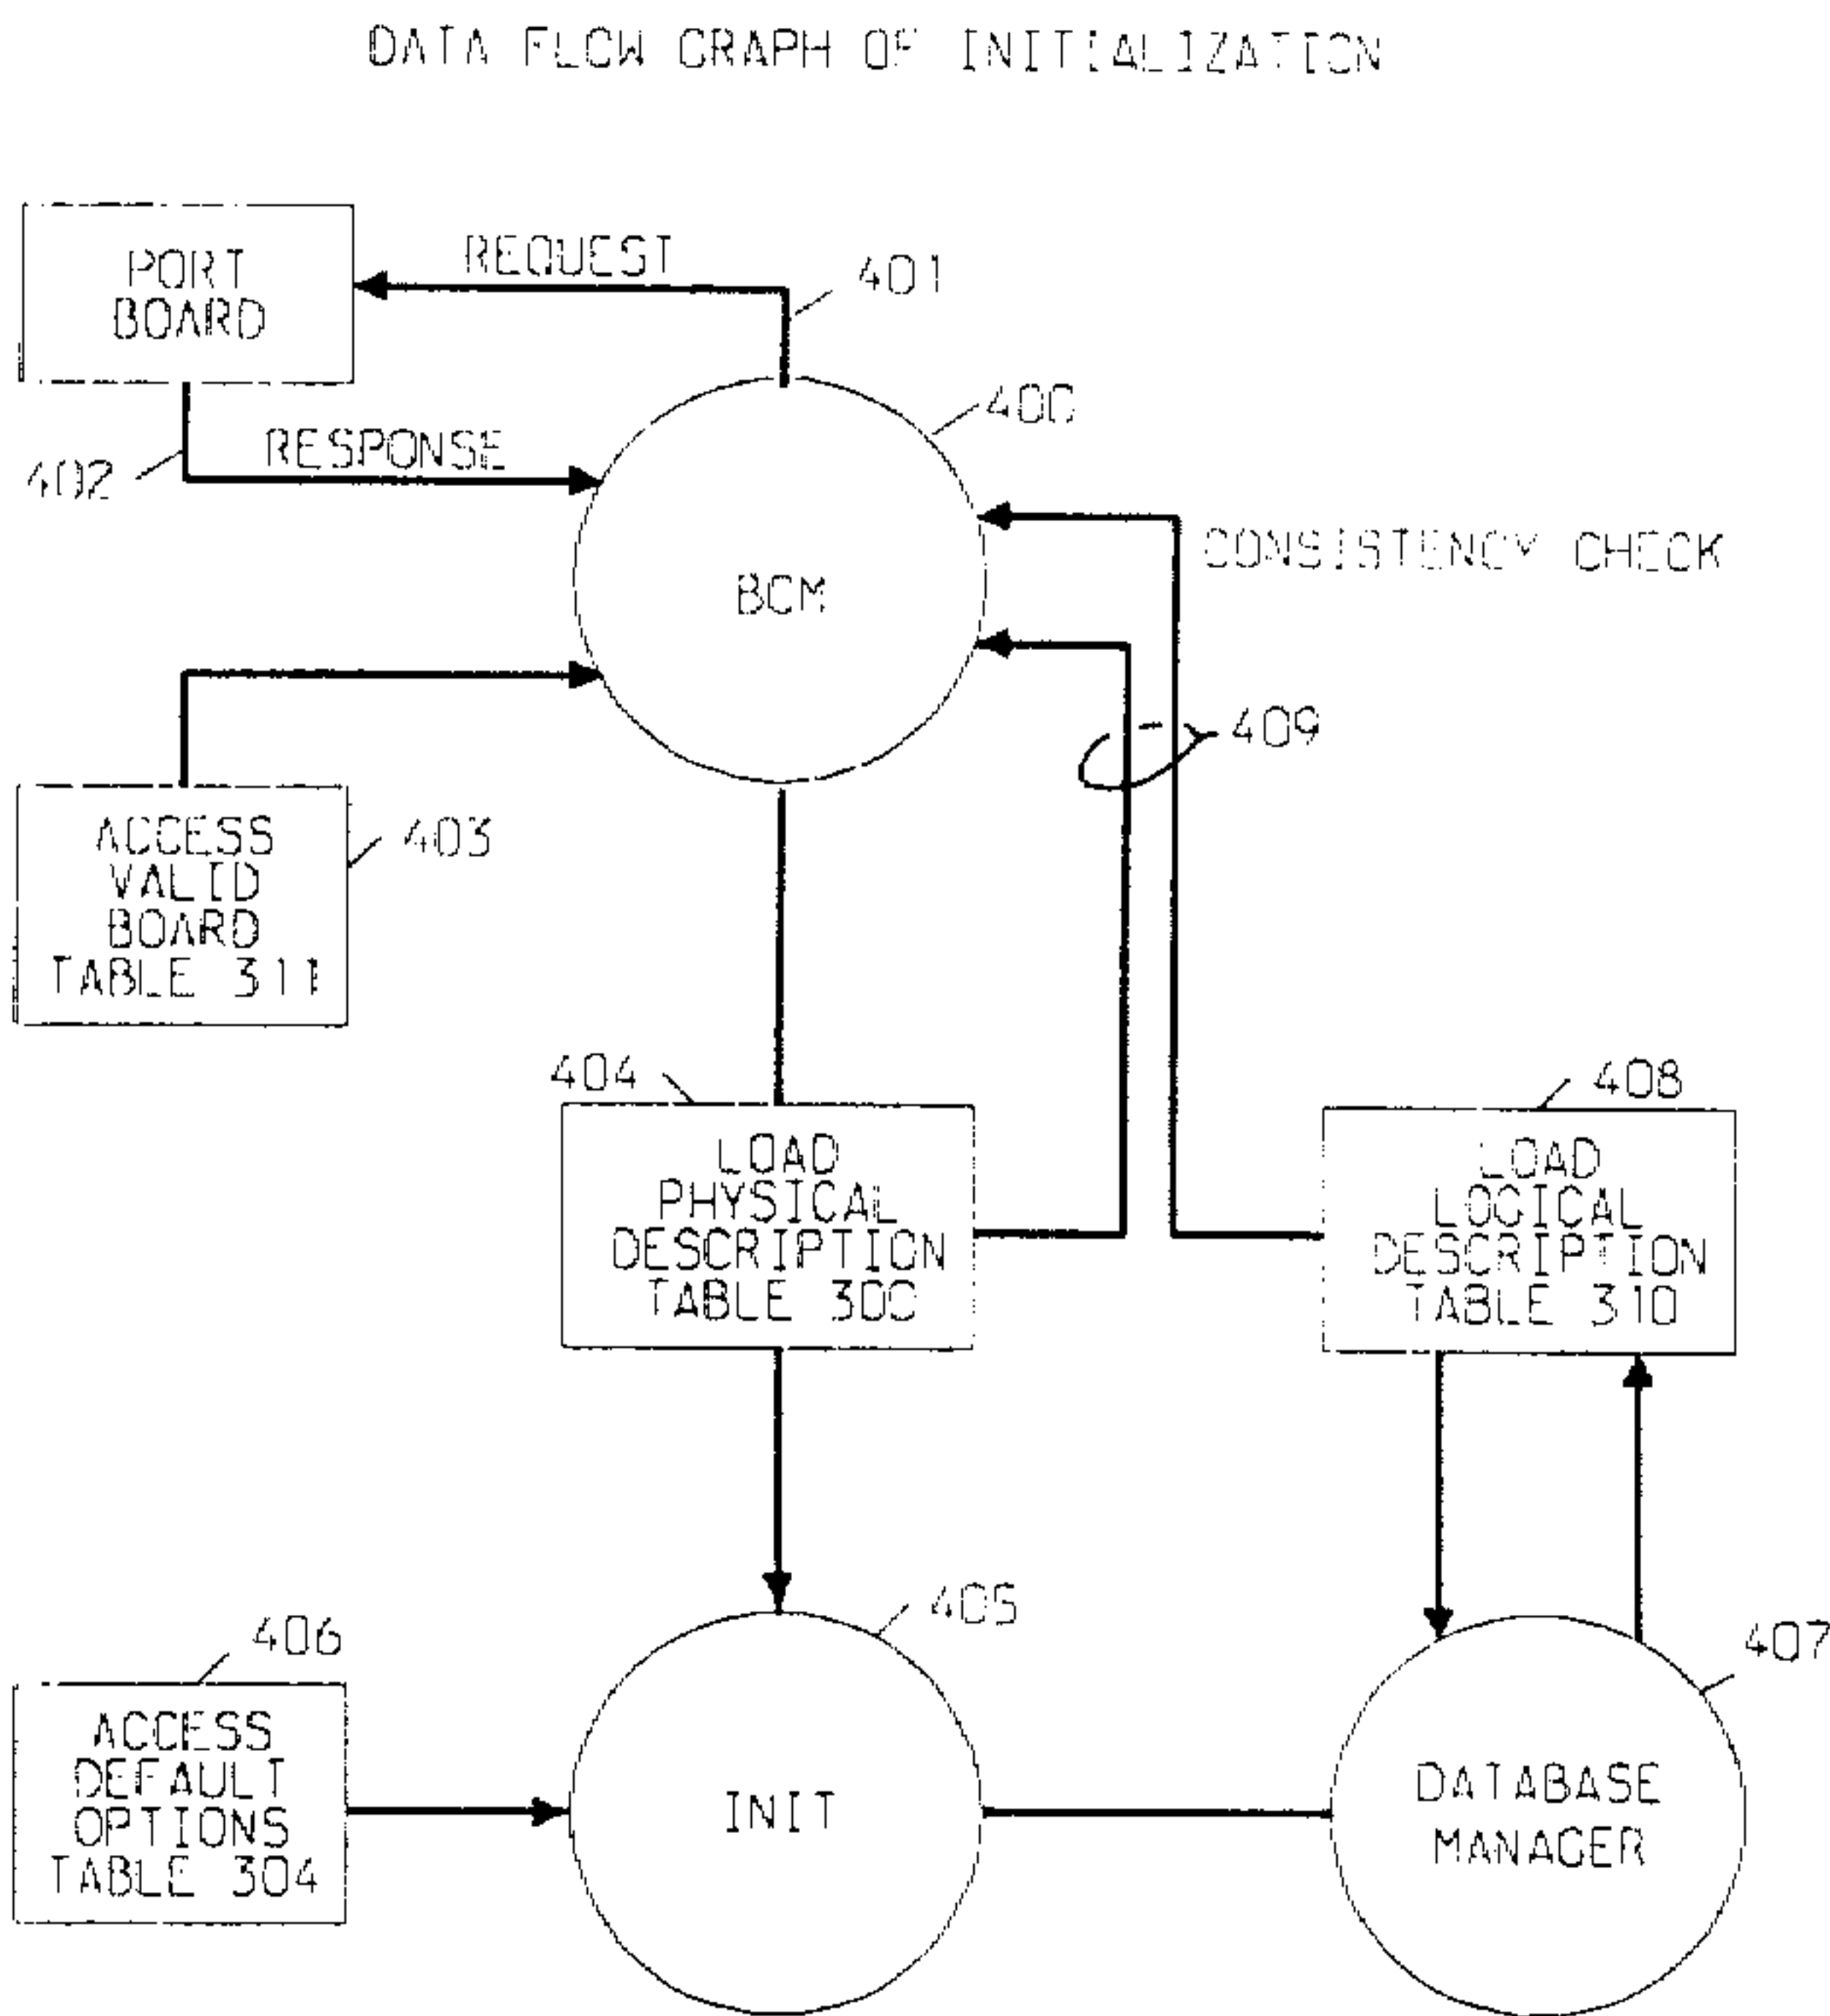 DATA FLOW GRAPH OF INITIALIZATION
PORT
BOARD
REQUEST
401
400
402
RESPONSE
CONSISTENCY CHECK
BCM
409
ACCESS
VALID
BOARD
TABLE 311
403
404
LOAD
PHYSICAL
DESCRIPTION
TABLE 300
408
LOAD
LOGICAL
DESCRIPTION
TABLE 310
406
ACCESS
DEFAULT
OPTIONS
TABLE 304
405
INIT
407
DATABASE
MANAGER